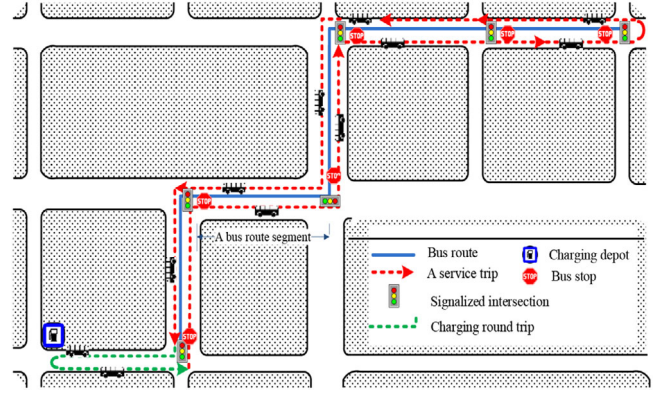 STOP
STOP
STOP
STOP
STOP
A bus route segment
Bus route
Charging depot
A service trip
STOP
Bus stop
Signalized intersection
STOP
Charging round trip